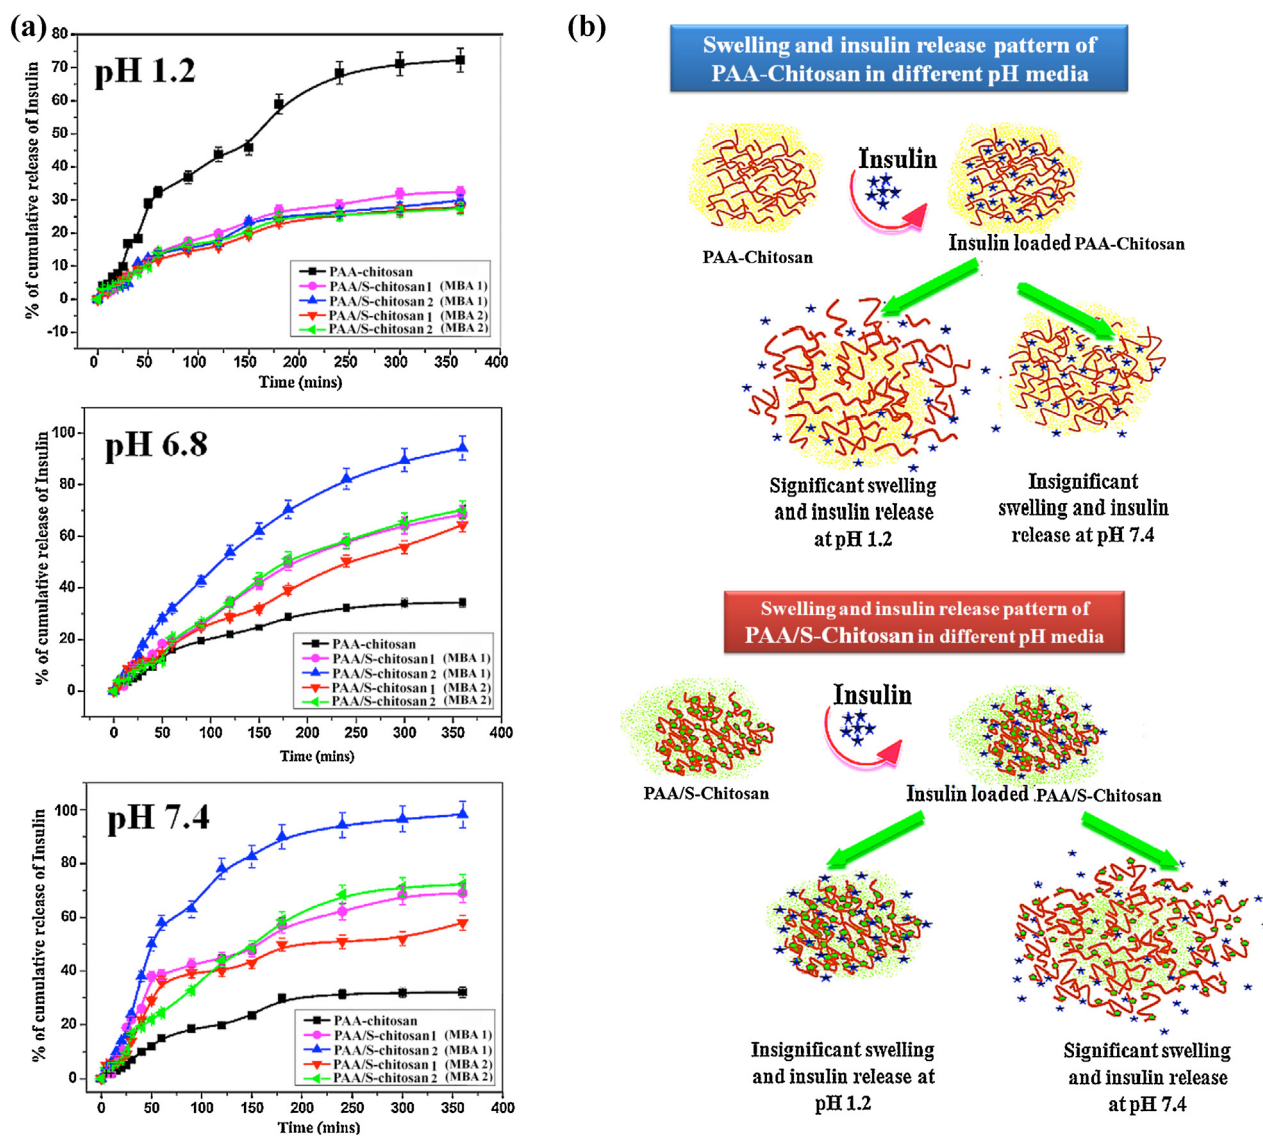 (a)
80
70
60
50
40
30
20
10
0
-10
% of cumulative release of Insulin
pH 1.2
PAA-chitosan
PAA/S-chitosan1 (MBA 1)
PAA/S-chitosan 2 (MBA 1)
PAA/S-chitosan 1 (MBA 2)
PAA/S-chitosan 2 (MBA 2)
0 50 100 150 200 250 300 350 400
Time (mins)
100
80
60
40
20
0
% of cumulative release of Insulin
pH 6.8
PAA-chitosan
PAA/S-chitosan1 (MBA 1)
PAA/S-chitosan 2 (MBA 1)
PAA/S-chitosan 1 (MBA 2)
PAA/S-chitosan 2 (MBA 2)
0 50 100 150 200 250 300 350 400
Time (mins)
100
80
60
40
20
0
% of cumulative release of Insulin
pH 7.4
PAA-chitosan
PAA/S-chitosan1 (MBA 1)
PAA/S-chitosan 2 (MBA 1)
PAA/S-chitosan 1 (MBA 2)
PAA/S-chitosan 2 (MBA 2)
0 50 100 150 200 250 300 350 400
Time (mins)
(b)
Swelling and insulin release pattern of
PAA-Chitosan in different pH media
Insulin
PAA-Chitosan
Insulin loaded PAA-Chitosan
Significant swelling
and insulin release
at pH 1.2
Insignificant
swelling and insulin
release at pH 7.4
Swelling and insulin release pattern of
PAA/S-Chitosan in different pH media
Insulin
PAA/S-Chitosan
Insulin loaded .PAA/S-Chitosan
Insignificant swelling
and insulin release at
pH 1.2
Significant swelling
and insulin release
at pH 7.4